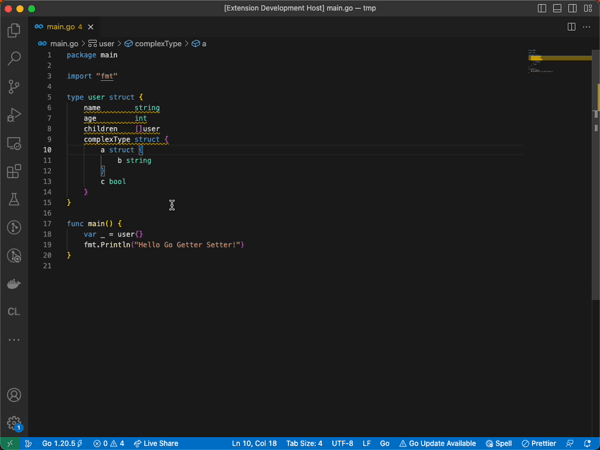 [Extension Development Host] main.go — tmp
main.go 4 ×
main.go > user > complexType > a
1 package main
2
3 import "fmt"
4
5 type user struct {
6 name string
7 age int
8 children []user
9 complexType struct {
10 a struct {
11 b string
12 }
13 c bool
14 }
15 }
16
17 func main() {
18 var _ = user{}
19 fmt.Println("Hello Go Getter Setter!")
20 }
21
CL
1
Go 1.20.5 0 4 Live Share Ln 10, Col 18 Tab Size: 4 UTF-8 LF Go Go Update Available Spell Prettier